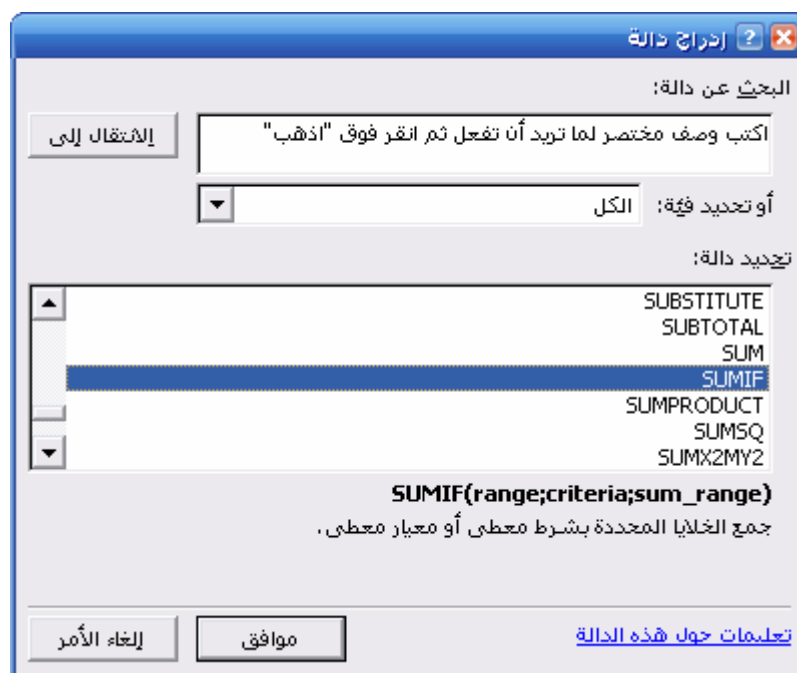 إدراج دالة
البحث عن دالة:
اكتب وصف مختصر لما تريد أن تفعل ثم انقر فوق "اذهب"
الانتقال إلى
أو تحديد فئة: الكل
تحديد دالة:
SUBSTITUTE
SUBTOTAL
SUM
SUMIF
SUMPRODUCT
SUMSQ
SUMX2MY2
SUMIF(range;criteria;sum_range)
جمع الخلايا المحددة بشرط معطى أو معيار معطى.
تعليمات حول هذه الدالة
موافق
إلغاء الأمر